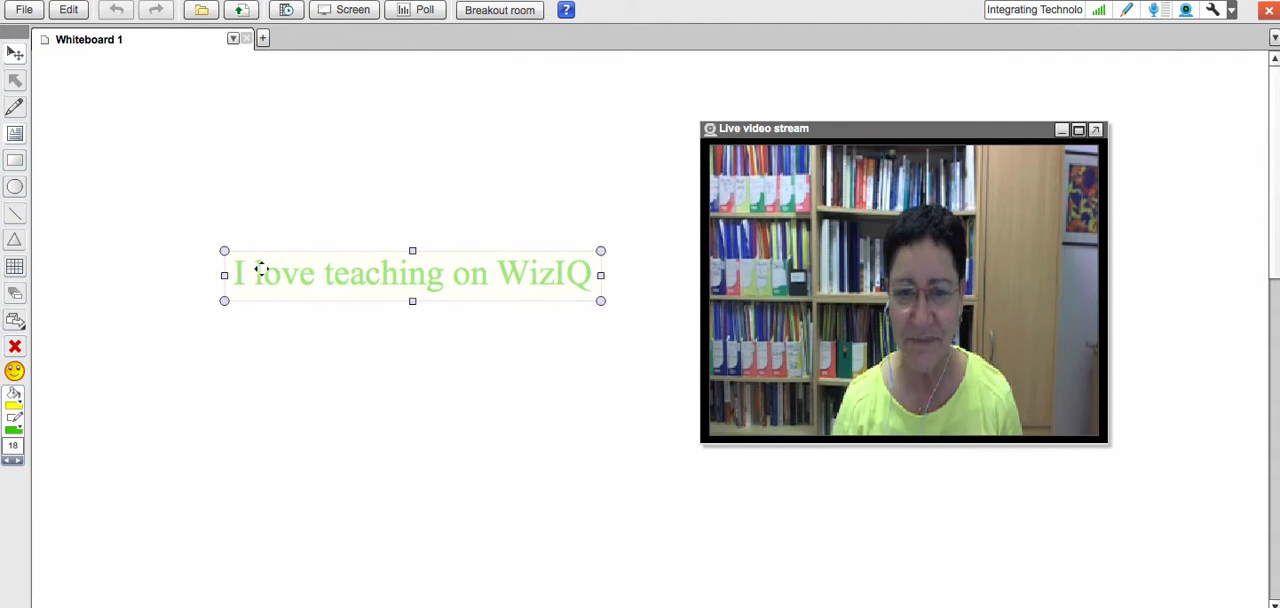 File Edit Screen Poll Breakout room ? Integrating Technolo
Whiteboard 1 +
Live video stream
I love teaching on WizIQ
18